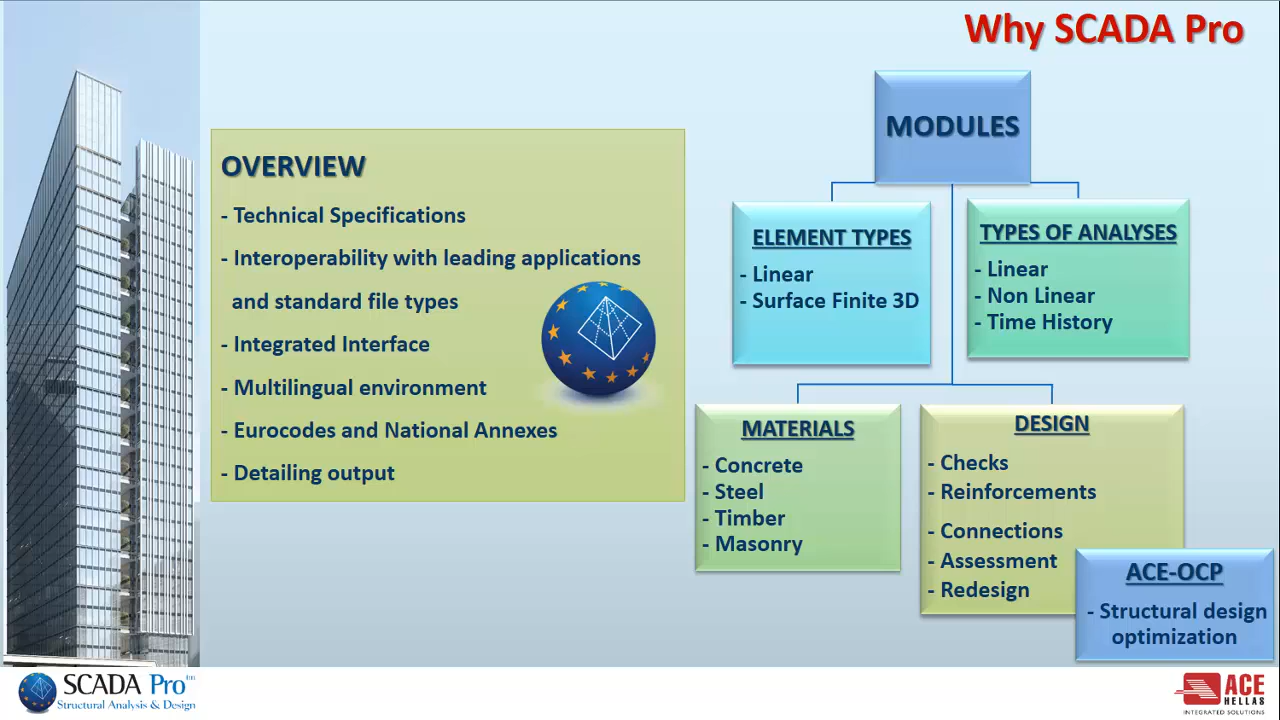 Why SCADA Pro
OVERVIEW
- Technical Specifications
- Interoperability with leading applications
and standard file types
- Integrated Interface
- Multilingual environment
- Eurocodes and National Annexes
- Detailing output
MODULES
ELEMENT TYPES
- Linear
- Surface Finite 3D
TYPES OF ANALYSES
- Linear
- Non Linear
- Time History
MATERIALS
- Concrete
- Steel
- Timber
- Masonry
DESIGN
- Checks
- Reinforcements
- Connections
- Assessment
- Redesign
ACE-OCP
- Structural design
optimization
SCADA Pro
Structural Analysis & Design
ACE
HELLAS
INTEGRATED SOLUTIONS